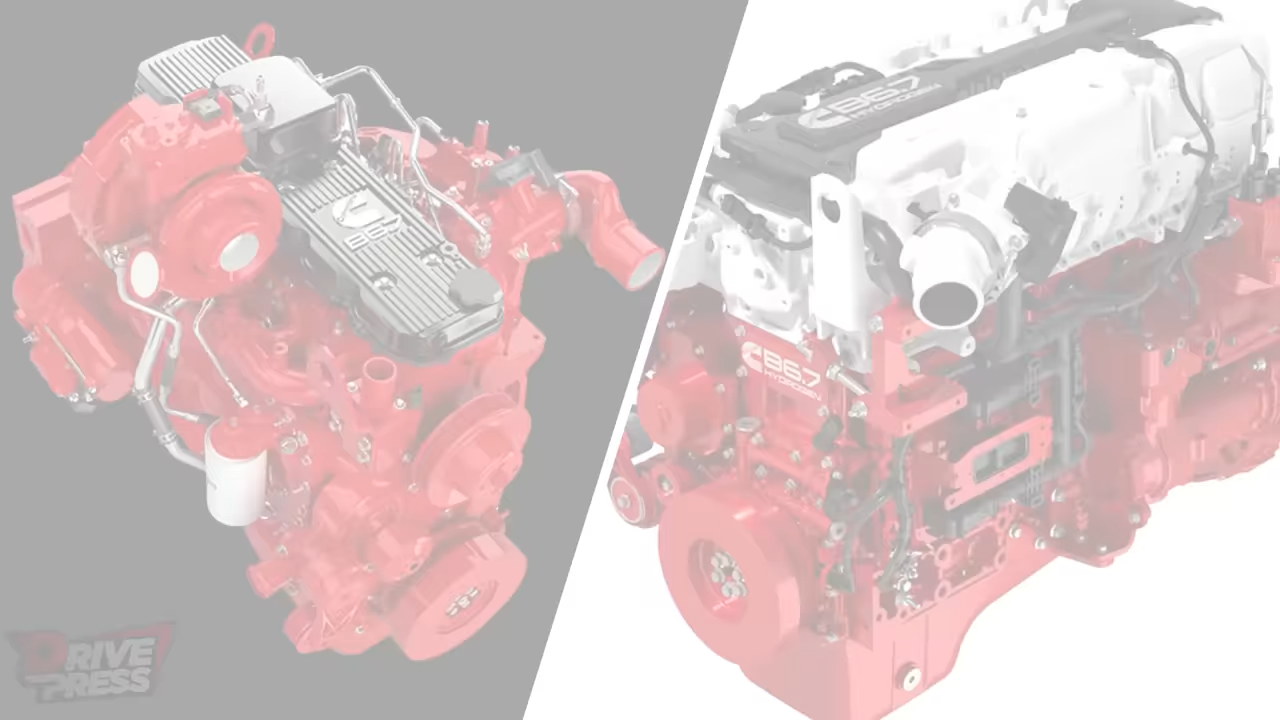 B6.7
B6.7
HYDROGEN
B6.7
HYDROGEN
DRIVE
PRESS